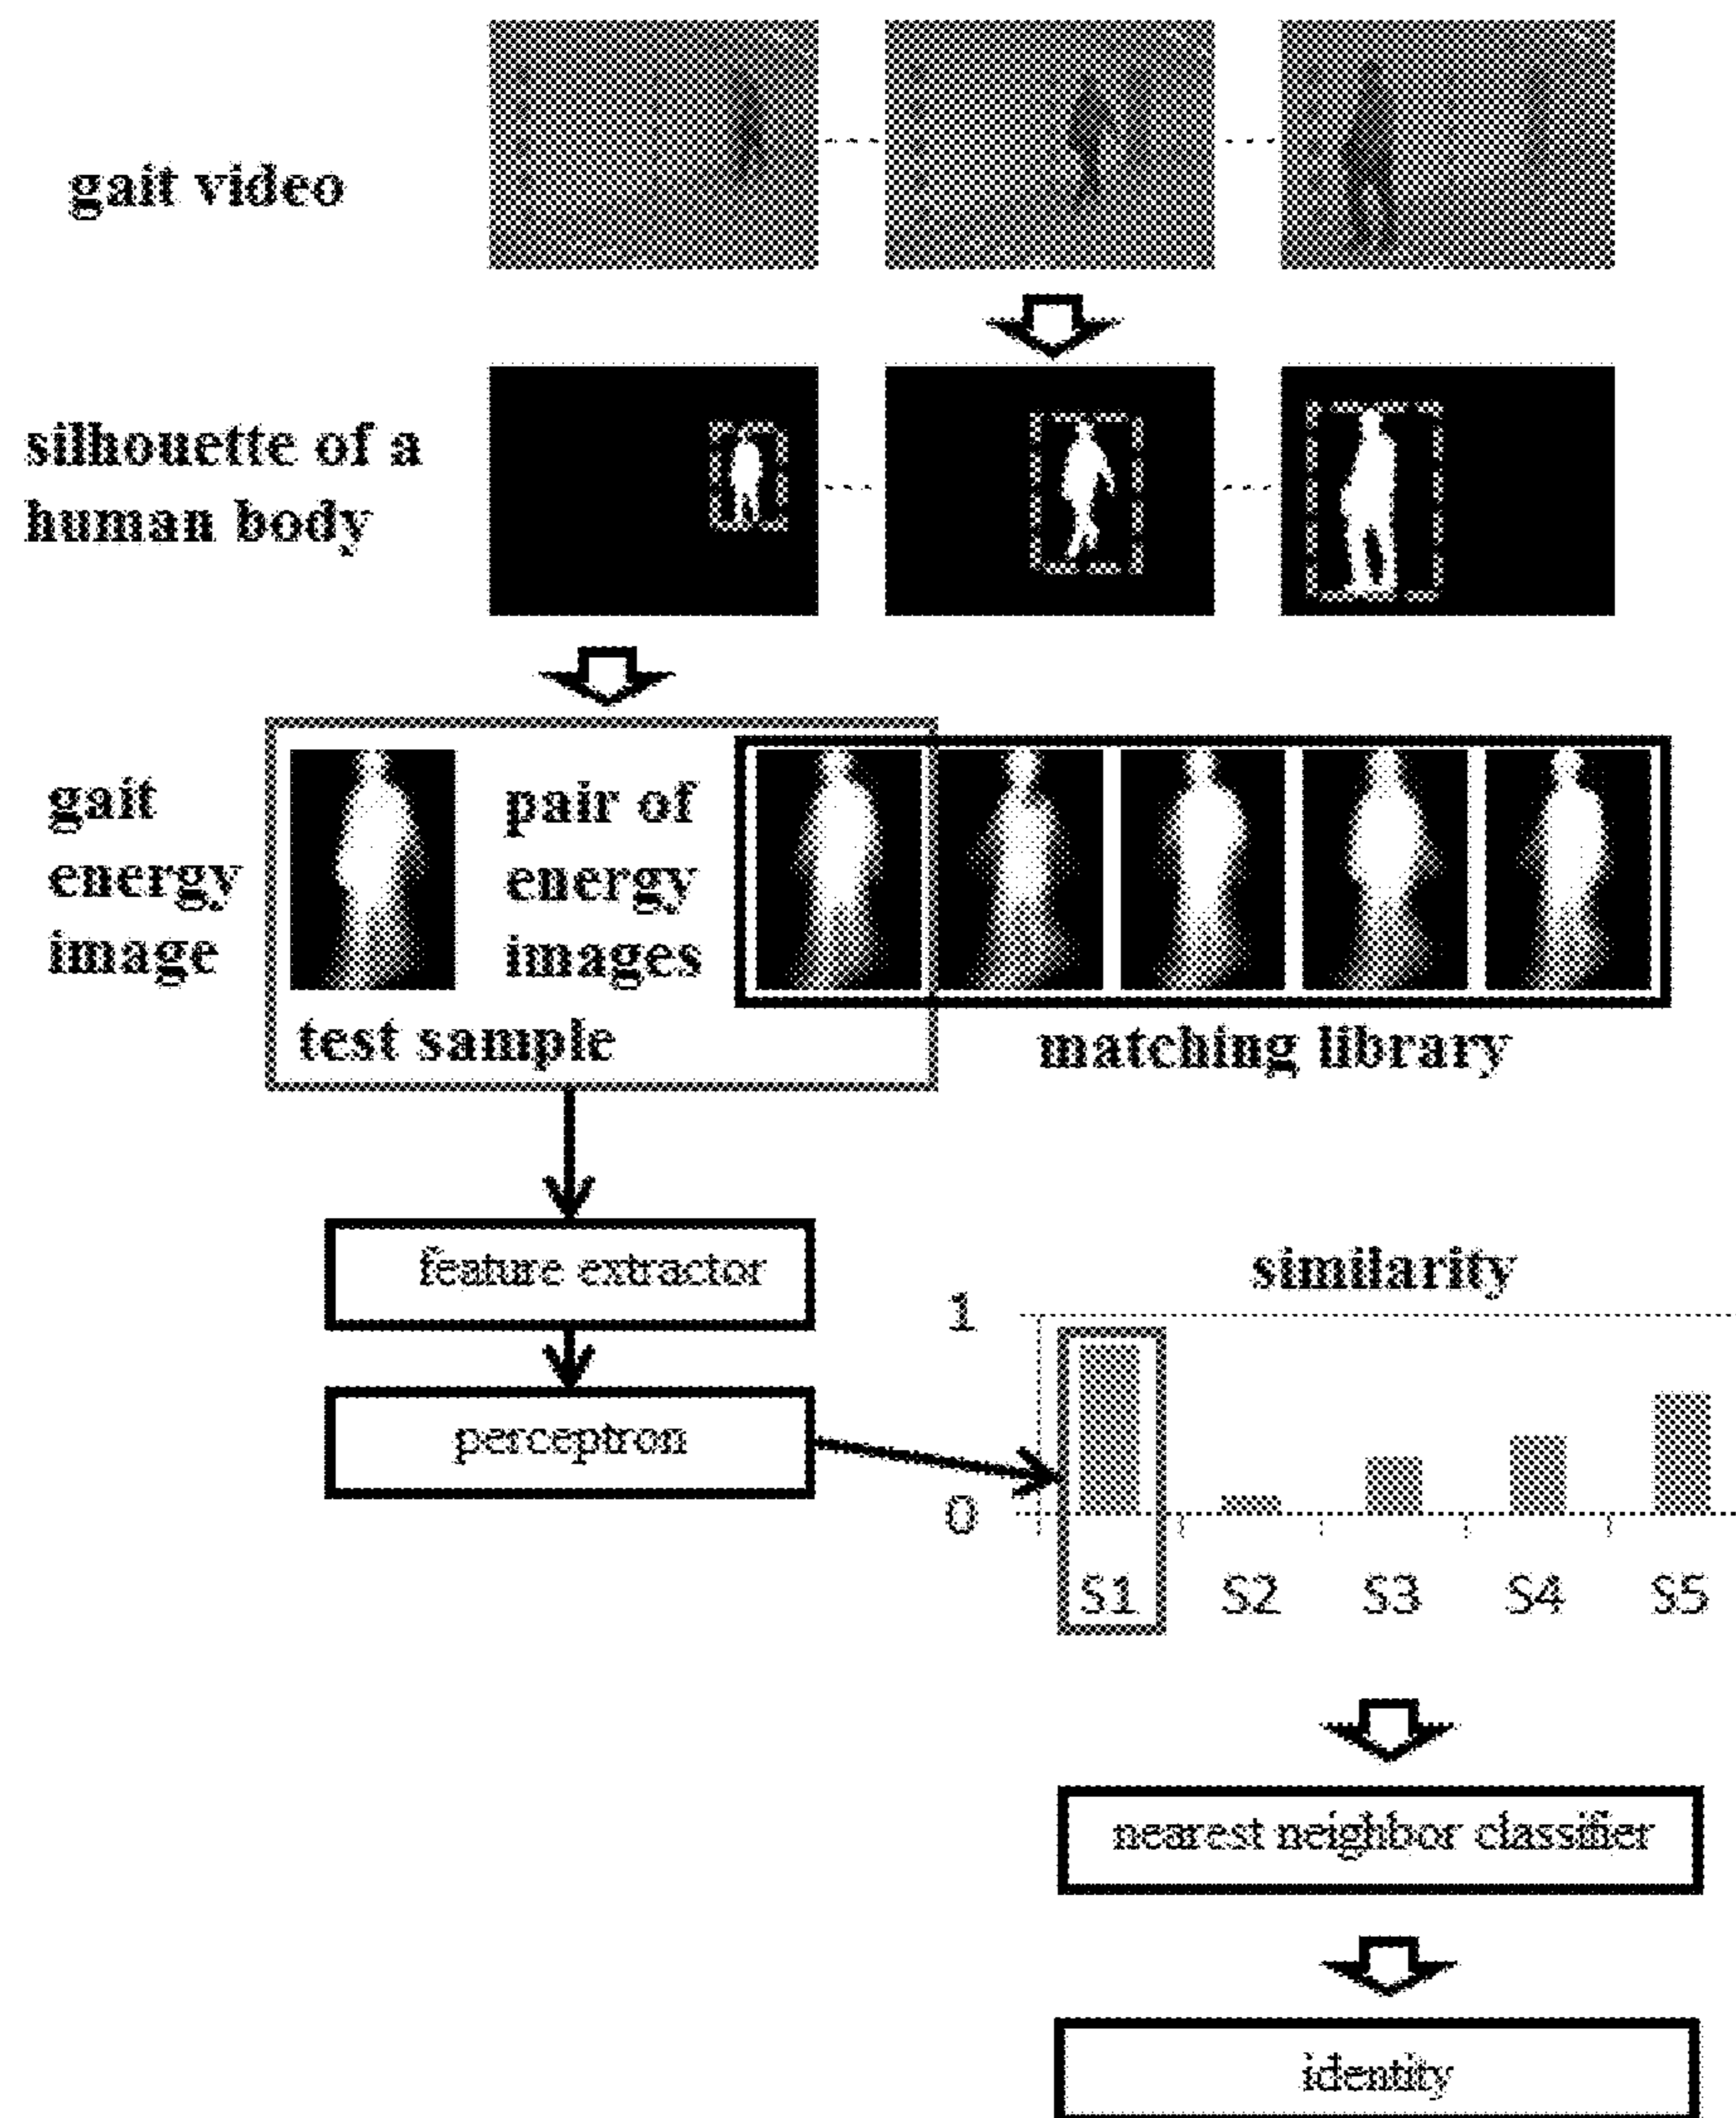 gait video
silhouette of a
human body
gait
energy
image
pair of
energy
images
test sample
matching library
feature extractor
perceptron
similarity
1
0
S1 S2 S3 S4 S5
nearest neighbor classifier
identity